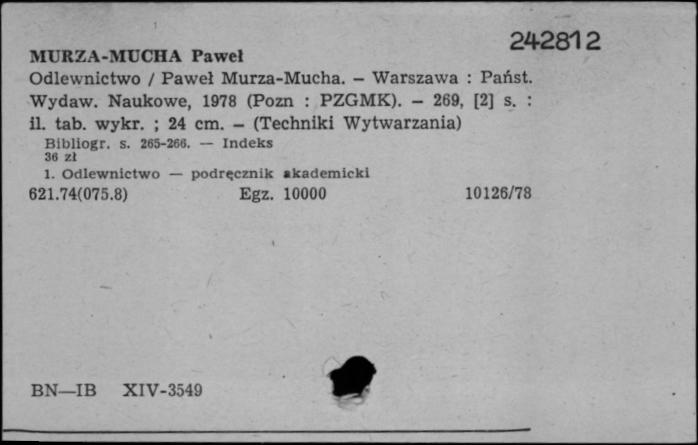 242812
MURZA-MUCHA Paweł
Odlewnictwo / Paweł Murza-Mucha. — Warszawa : Państ.
Wydaw. Naukowe, 1978 (Pozn : PZGMK). — 269, [2] s. :
il. tab. wykr. ; 24 cm. — (Techniki Wytwarzania)
Bibliogr. s. 265-266. — Indeks
36 zł
1. Odlewnictwo — podręcznik akademicki
621.74(075.8) Egz. 10000 10126/78
BN—IB XIV-3549